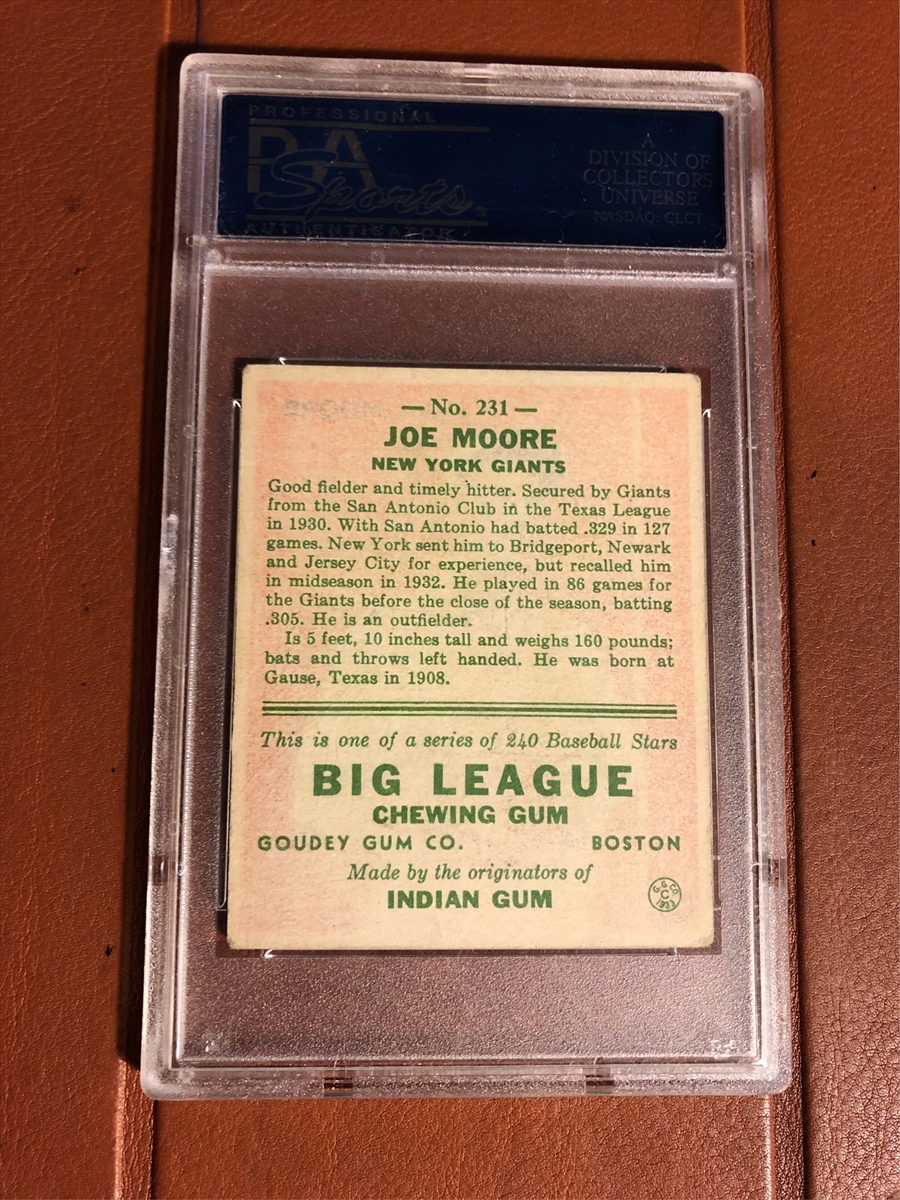 PROFESSIONAL
PSA
Sports
AUTHENTICATOR
A
DIVISION OF
COLLECTORS
UNIVERSE
NASDAQ: CLCT
— No. 231 —
JOE MOORE
NEW YORK GIANTS
Good fielder and timely hitter. Secured by Giants
from the San Antonio Club in the Texas League
in 1930. With San Antonio had batted .329 in 127
games. New York sent him to Bridgeport, Newark
and Jersey City for experience, but recalled him
in midseason in 1932. He played in 86 games for
the Giants before the close of the season, batting
.305. He is an outfielder.
Is 5 feet, 10 inches tall and weighs 160 pounds;
bats and throws left handed. He was born at
Gause, Texas in 1908.
This is one of a series of 240 Baseball Stars
BIG LEAGUE
CHEWING GUM
GOUDEY GUM CO. BOSTON
Made by the originators of
INDIAN GUM
G. G. CO.
C
1933